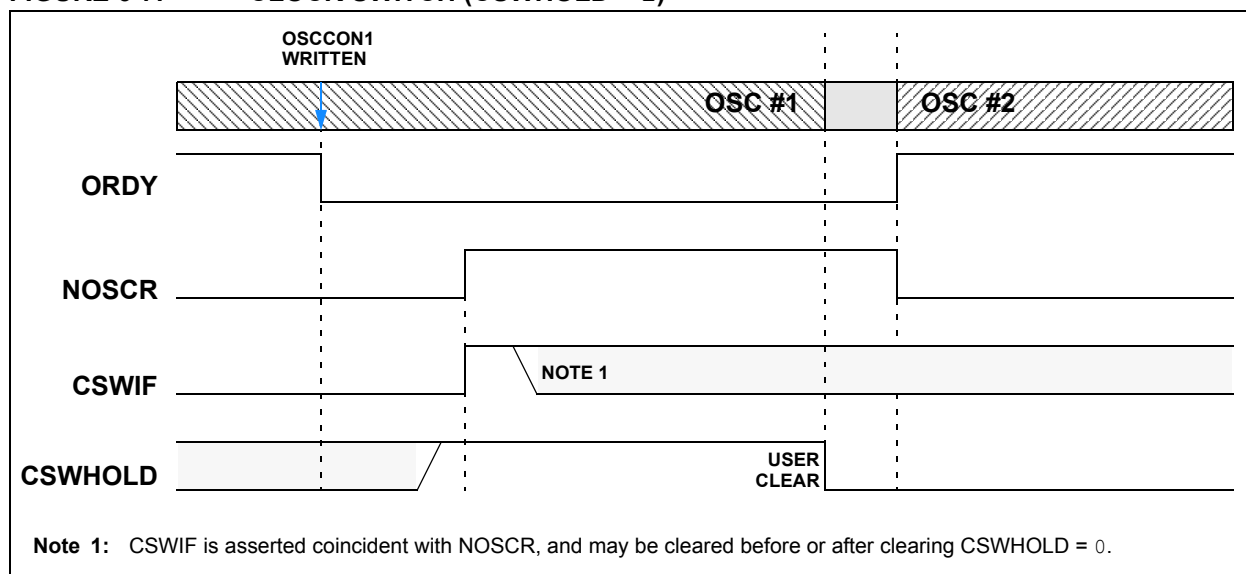 OSCCON1
WRITTEN
OSC #1
OSC #2
ORDY
NOSCR
CSWIF
NOTE 1
CSWHOLD
USER
CLEAR
Note 1: CSWIF is asserted coincident with NOSCR, and may be cleared before or after clearing CSWHOLD = 0.